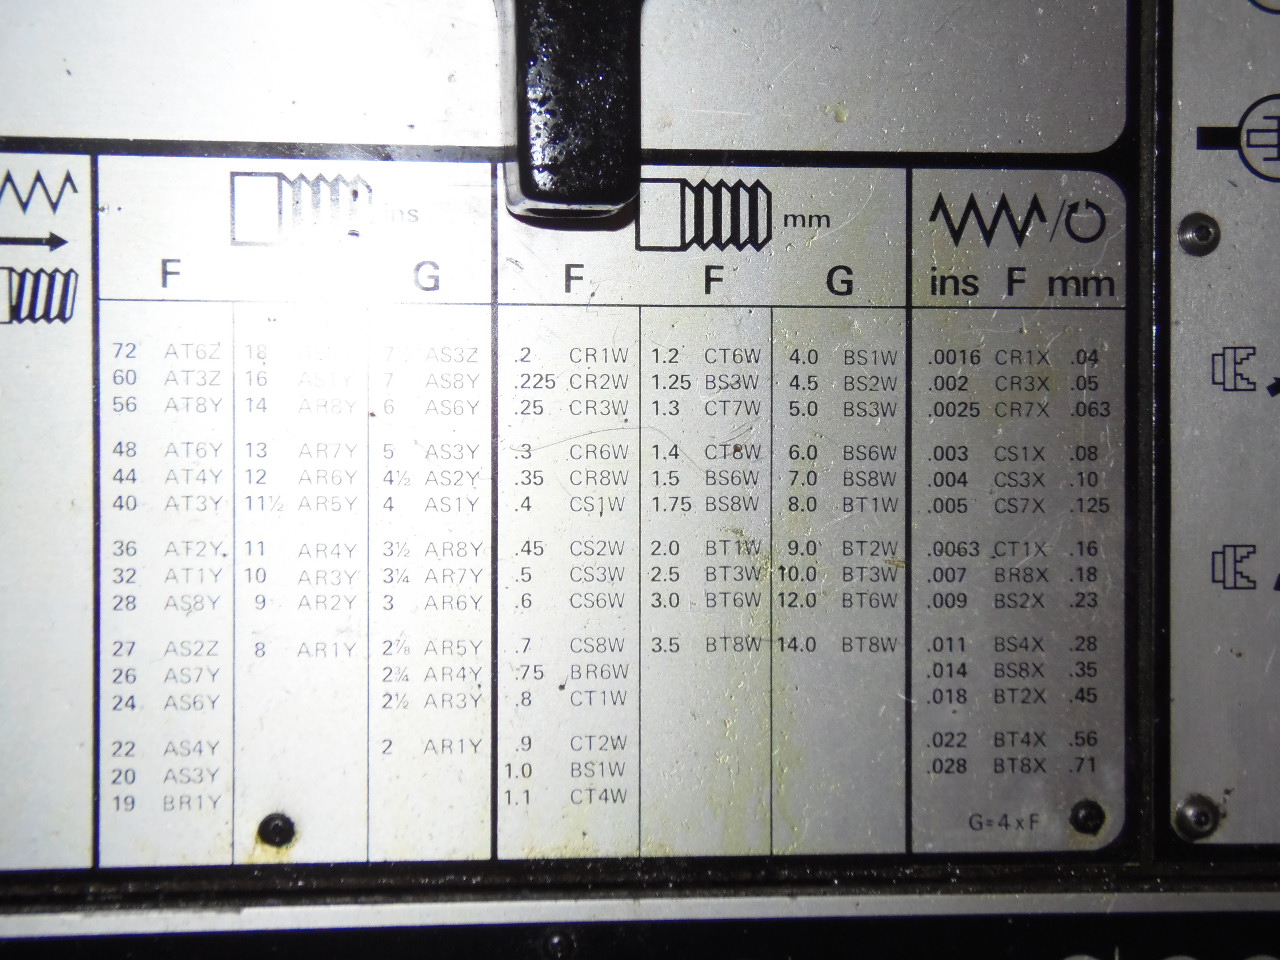 ins mm
F G F F G ins F mm
72 AT6Z 18 7½ AS3Z .2 CR1W 1.2 CT6W 4.0 BS1W .0016 CR1X .04
60 AT3Z 16 AS1Y 7 AS8Y .225 CR2W 1.25 BS3W 4.5 BS2W .002 CR3X .05
56 AT8Y 14 AR8Y 6 AS6Y .25 CR3W 1.3 CT7W 5.0 BS3W .0025 CR7X .063
48 AT6Y 13 AR7Y 5 AS3Y .3 CR6W 1.4 CT8W 6.0 BS6W .003 CS1X .08
44 AT4Y 12 AR6Y 4½ AS2Y .35 CR8W 1.5 BS6W 7.0 BS8W .004 CS3X .10
40 AT3Y 11½ AR5Y 4 AS1Y .4 CS1W 1.75 BS8W 8.0 BT1W .005 CS7X .125
36 AT2Y 11 AR4Y 3½ AR8Y .45 CS2W 2.0 BT1W 9.0 BT2W .0063 CT1X .16
32 AT1Y 10 AR3Y 3¼ AR7Y .5 CS3W 2.5 BT3W 10.0 BT3W .007 BR8X .18
28 AS8Y 9 AR2Y 3 AR6Y .6 CS6W 3.0 BT6W 12.0 BT6W .009 BS2X .23
27 AS2Z 8 AR1Y 2⅞ AR5Y .7 CS8W 3.5 BT8W 14.0 BT8W .011 BS4X .28
26 AS7Y 2¾ AR4Y .75 BR6W .014 BS8X .35
24 AS6Y 2½ AR3Y .8 CT1W .018 BT2X .45
22 AS4Y 2 AR1Y .9 CT2W .022 BT4X .56
20 AS3Y 1.0 BS1W .028 BT8X .71
19 BR1Y 1.1 CT4W
G=4xF